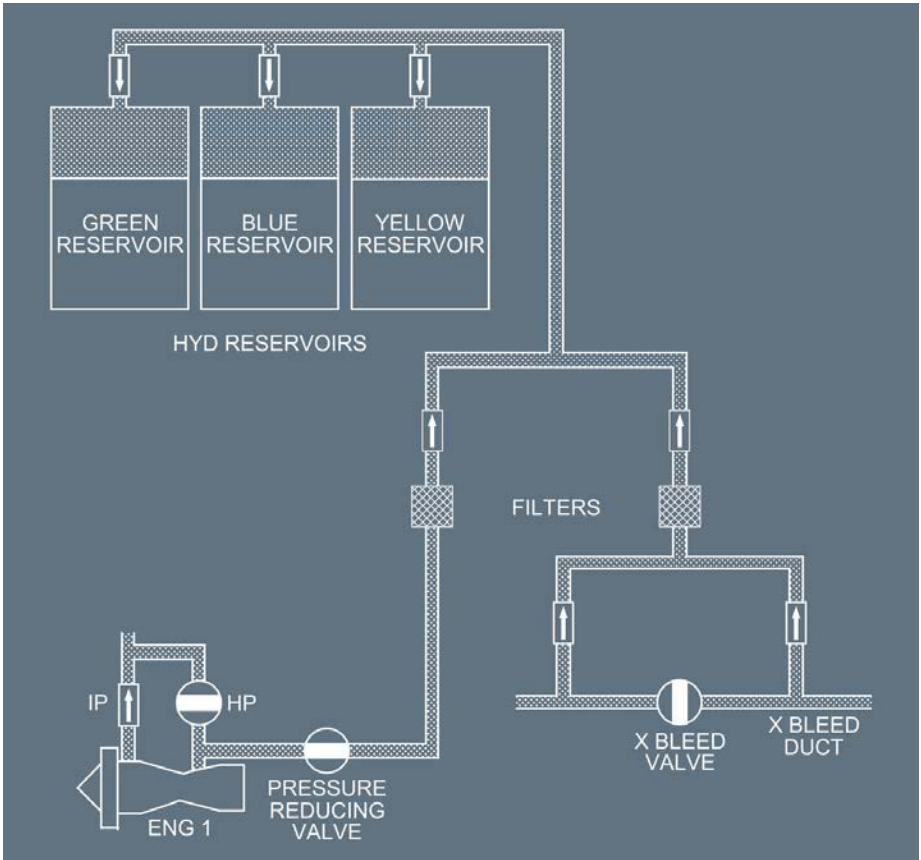 GREEN
RESERVOIR
BLUE
RESERVOIR
YELLOW
RESERVOIR
HYD RESERVOIRS
FILTERS
IP
HP
X BLEED
VALVE
X BLEED
DUCT
PRESSURE
REDUCING
VALVE
ENG 1